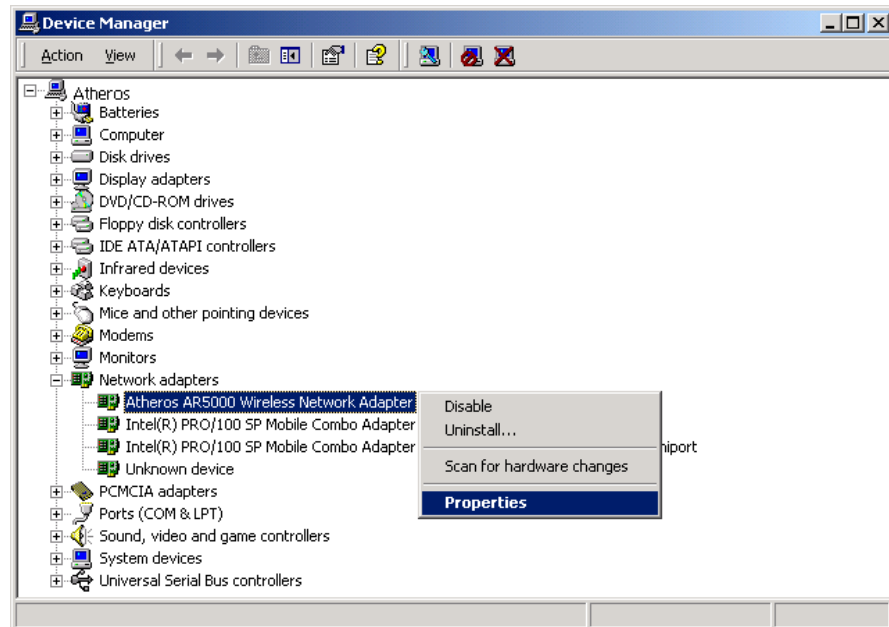 Device Manager
Action View
Atheros
Batteries
Computer
Disk drives
Display adapters
DVD/CD-ROM drives
Floppy disk controllers
IDE ATA/ATAPI controllers
Infrared devices
Keyboards
Mice and other pointing devices
Modems
Monitors
Network adapters
Atheros AR5000 Wireless Network Adapter
Intel(R) PRO/100 SP Mobile Combo Adapter
Intel(R) PRO/100 SP Mobile Combo Adapter niport
Unknown device
PCMCIA adapters
Ports (COM & LPT)
Sound, video and game controllers
System devices
Universal Serial Bus controllers
Disable
Uninstall...
Scan for hardware changes
Properties